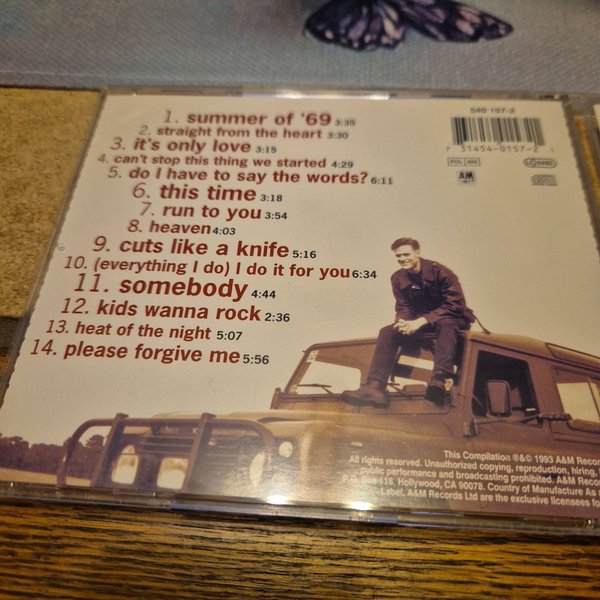 540 157-2
1. summer of '69 3:35
2. straight from the heart 3:30
3. it's only love 3:15
4. can't stop this thing we started 4:29
5. do I have to say the words? 6:11
6. this time 3:18
7. run to you 3:54
8. heaven 4:03
9. cuts like a knife 5:16
10. (everything I do) I do it for you 6:34
11. somebody 4:44
12. kids wanna rock 2:36
13. heat of the night 5:07
14. please forgive me 5:56
7 31454-0157-2
A&M
This Compilation ℗&© 1993 A&M Recor
All rights reserved. Unauthorized copying, reproduction, hiring,
public performance and broadcasting prohibited. A&M Recor
P.O. Box 118, Hollywood, CA 90078. Country of Manufacture As
Label. A&M Records Ltd are the exclusive licensees fo